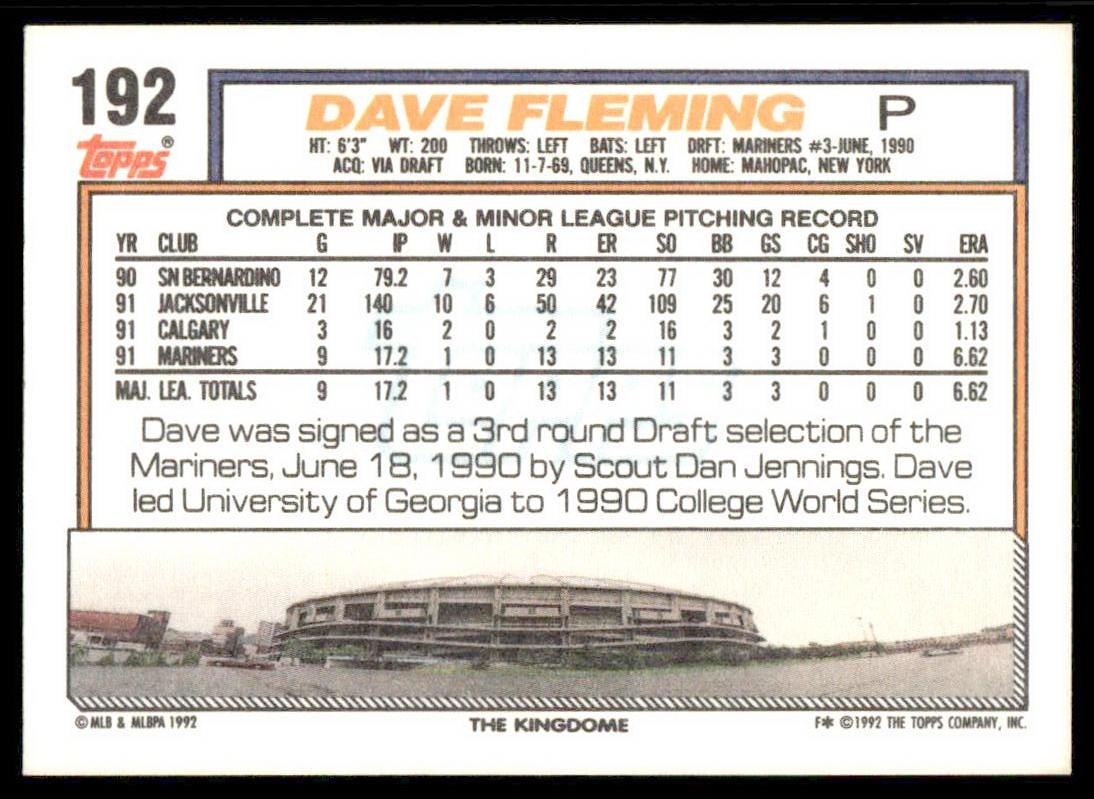 192
Topps®
DAVE FLEMING P
HT: 6'3" WT: 200 THROWS: LEFT BATS: LEFT DRFT: MARINERS #3-JUNE, 1990
ACQ: VIA DRAFT BORN: 11-7-69, QUEENS, N.Y. HOME: MAHOPAC, NEW YORK
COMPLETE MAJOR & MINOR LEAGUE PITCHING RECORD
YR CLUB G IP W L R ER SO BB GS CG SHO SV ERA
90 SN BERNARDINO 12 79.2 7 3 29 23 77 30 12 4 0 0 2.60
91 JACKSONVILLE 21 140 10 6 50 42 109 25 20 6 1 0 2.70
91 CALGARY 3 16 2 0 2 2 16 3 2 1 0 0 1.13
91 MARINERS 9 17.2 1 0 13 13 11 3 3 0 0 0 6.62
MAJ. LEA. TOTALS 9 17.2 1 0 13 13 11 3 3 0 0 0 6.62
Dave was signed as a 3rd round Draft selection of the
Mariners, June 18, 1990 by Scout Dan Jennings. Dave
led University of Georgia to 1990 College World Series.
© MLB & MLBPA 1992 THE KINGDOME F* ©1992 THE TOPPS COMPANY, INC.